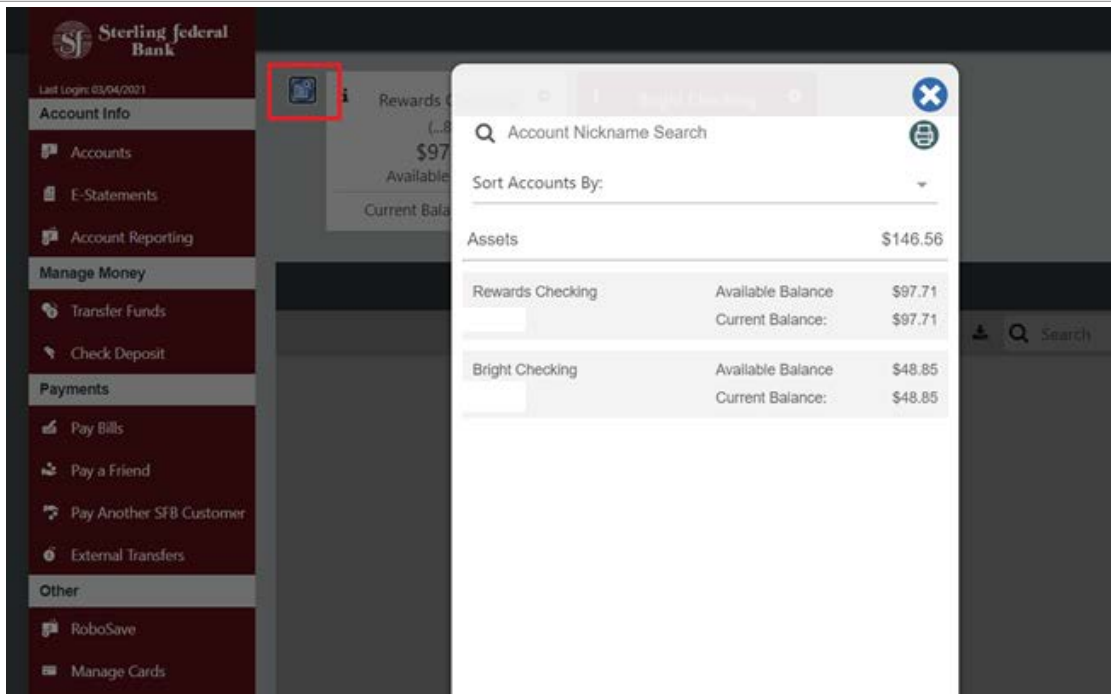 Sterling federal
Bank
Last Login: 03/04/2021
Account Info
Accounts
E-Statements
Account Reporting
Manage Money
Transfer Funds
Check Deposit
Payments
Pay Bills
Pay a Friend
Pay Another SFB Customer
External Transfers
Other
RoboSave
Manage Cards
Rewards
(...8
$97
Available
Current Bala
Bright Checking
Account Nickname Search
Sort Accounts By:
Assets $146.56
Rewards Checking Available Balance $97.71
Current Balance: $97.71
Bright Checking Available Balance $48.85
Current Balance: $48.85
Search